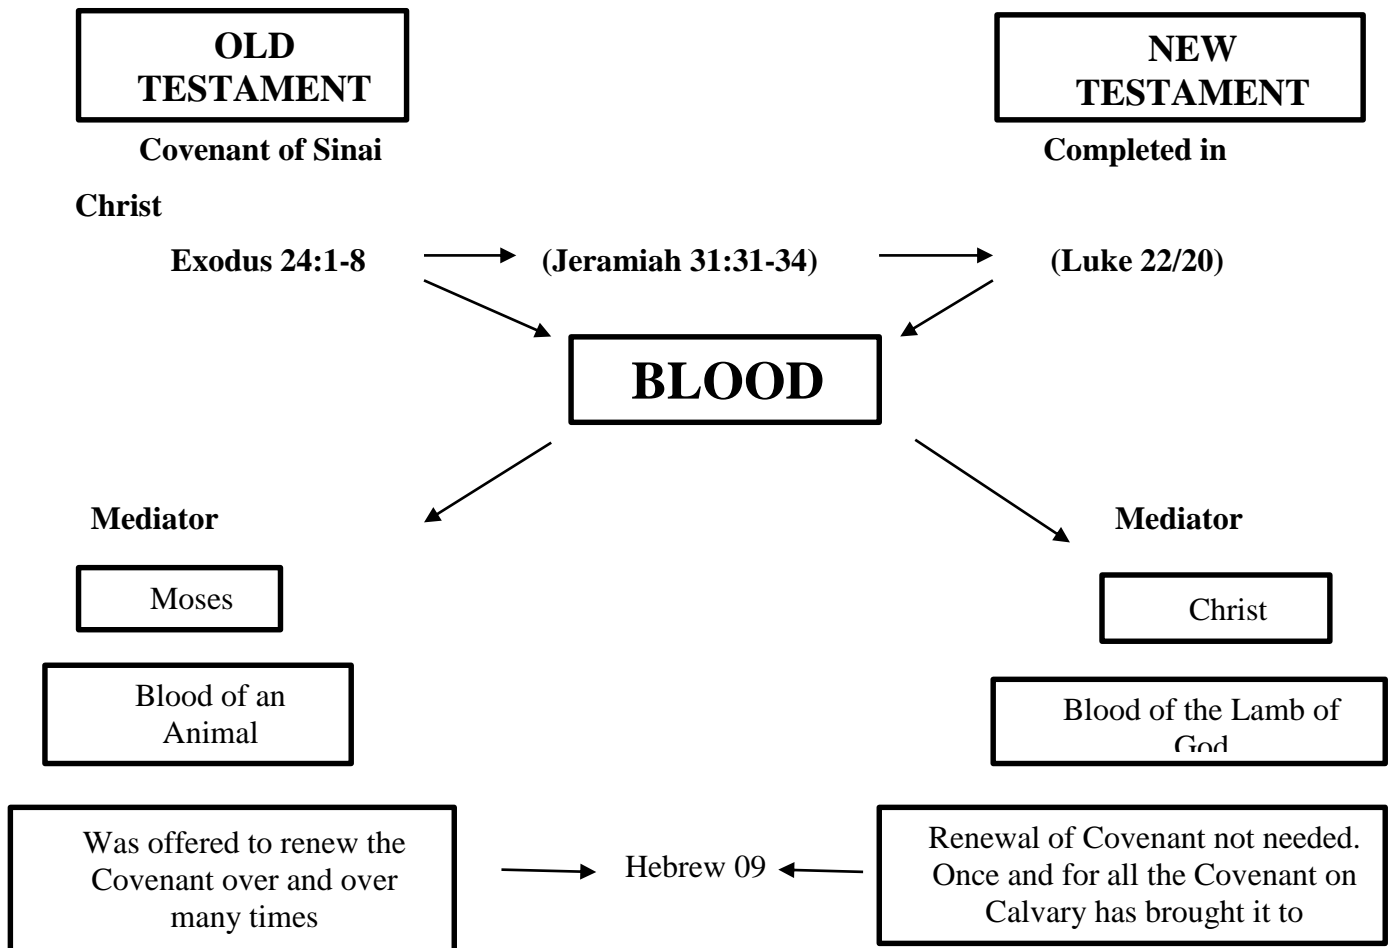 OLD
TESTAMENT
NEW
TESTAMENT
Covenant of Sinai
Completed in
Christ
Exodus 24:1-8
(Jeramiah 31:31-34)
(Luke 22/20)
BLOOD
Mediator
Mediator
Moses
Christ
Blood of an
Animal
Blood of the Lamb of
God
Was offered to renew the
Covenant over and over
many times
Hebrew 09
Renewal of Covenant not needed.
Once and for all the Covenant on
Calvary has brought it to